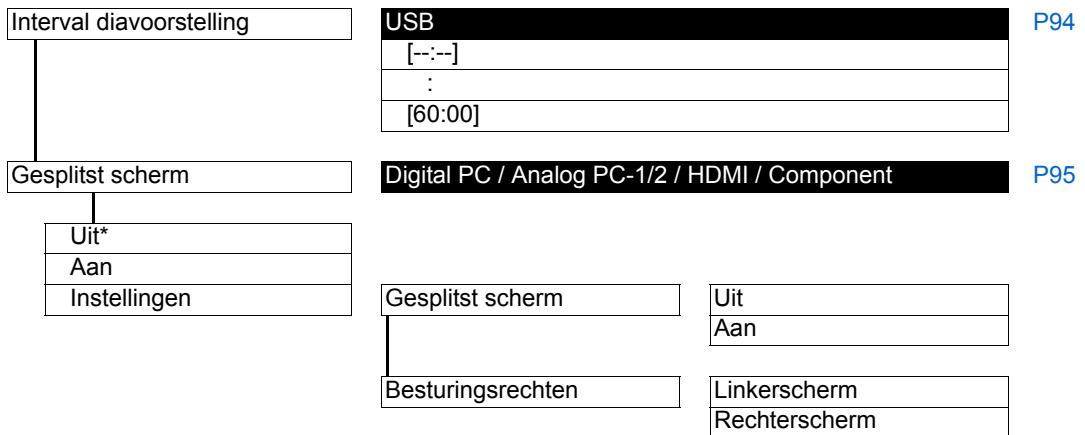 Interval diavoorstelling
USB
P94
[--:--]
:
[60:00]
Gesplitst scherm
Digital PC / Analog PC-1/2 / HDMI / Component
P95
Uit*
Aan
Instellingen
Gesplitst scherm
Uit
Aan
Besturingsrechten
Linkerscherm
Rechterscherm